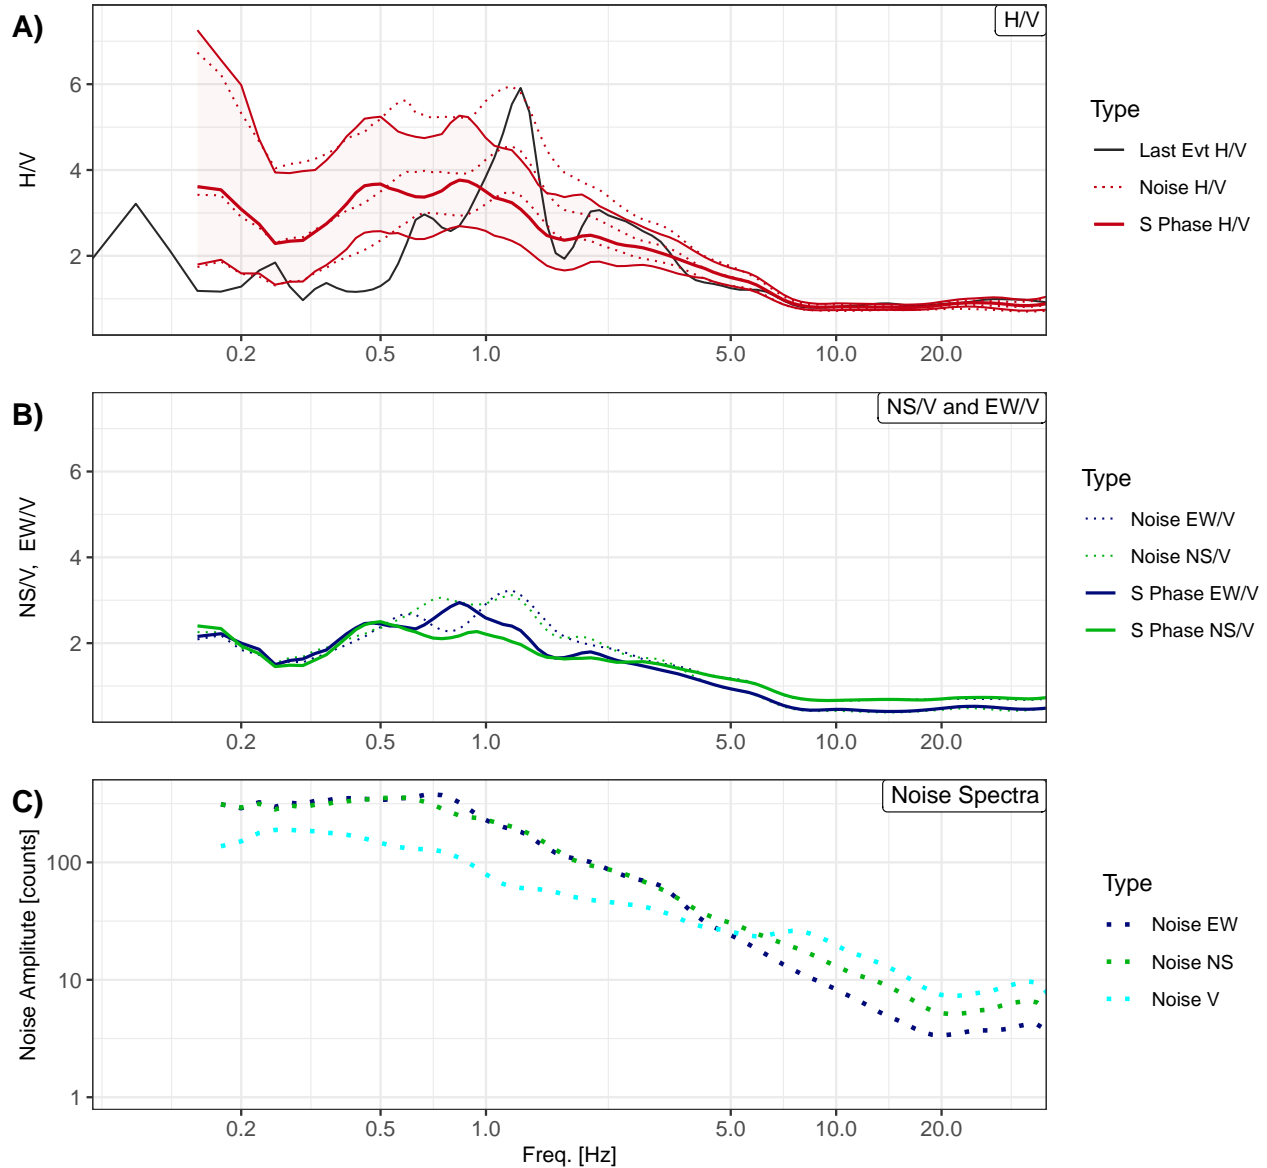 A)
H/V
6
4
2
H/V
0.2 0.5 1.0 5.0 10.0 20.0
Type
Last Evt H/V
Noise H/V
S Phase H/V
B)
NS/V and EW/V
6
4
2
NS/V, EW/V
0.2 0.5 1.0 5.0 10.0 20.0
Type
Noise EW/V
Noise NS/V
S Phase EW/V
S Phase NS/V
C)
Noise Spectra
100
10
1
Noise Amplitute [counts]
0.2 0.5 1.0 5.0 10.0 20.0
Freq. [Hz]
Type
Noise EW
Noise NS
Noise V